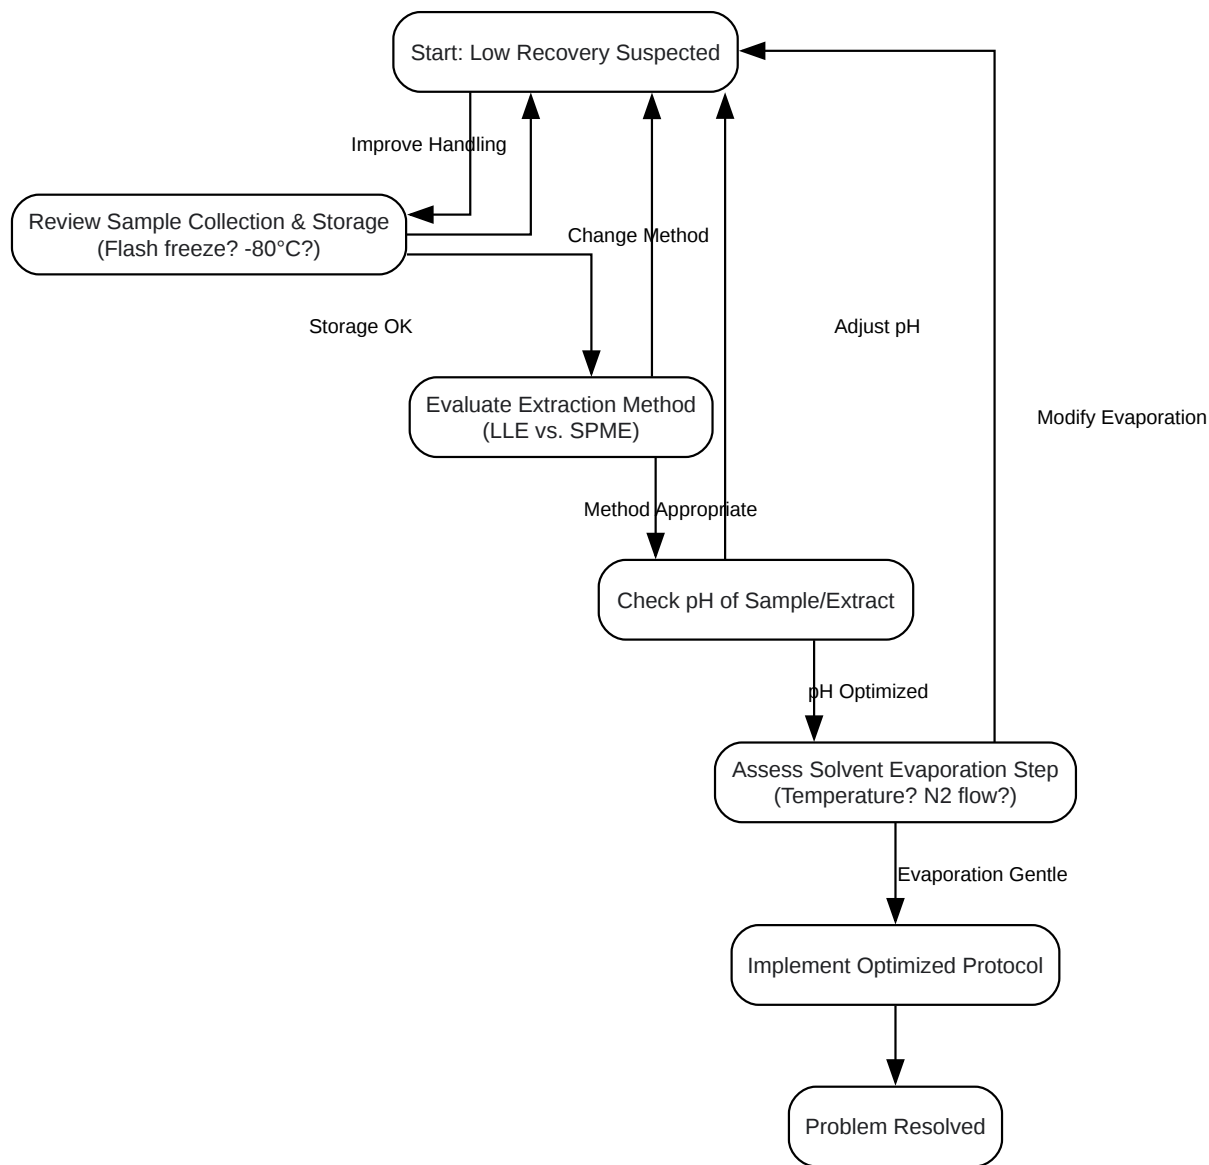 Start: Low Recovery Suspected
Improve Handling
Review Sample Collection & Storage
(Flash freeze? -80°C?)
Change Method
Storage OK
Adjust pH
Evaluate Extraction Method
(LLE vs. SPME)
Modify Evaporation
Method Appropriate
Check pH of Sample/Extract
pH Optimized
Assess Solvent Evaporation Step
(Temperature? N2 flow?)
Evaporation Gentle
Implement Optimized Protocol
Problem Resolved